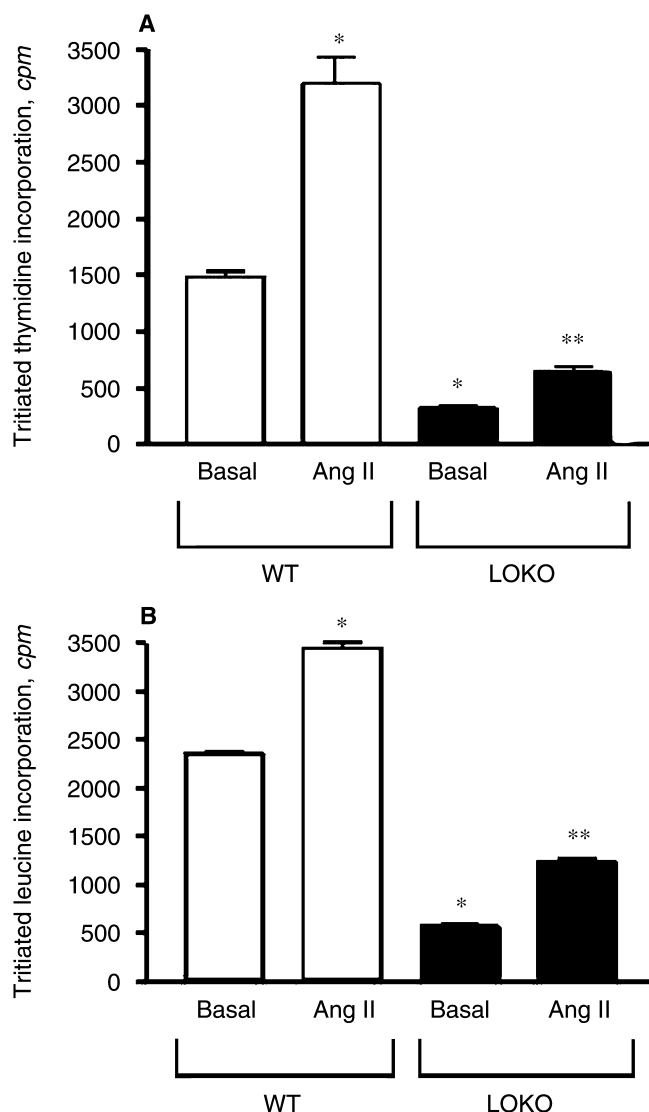 A
*
3500
3000
2500
2000
1500
1000
500
0
*
**
Tritiated thymidine incorporation, cpm
Basal Ang II Basal Ang II
WT LOKO
B
*
3500
3000
2500
2000
1500
1000
500
0
*
**
Tritiated leucine incorporation, cpm
Basal Ang II Basal Ang II
WT LOKO